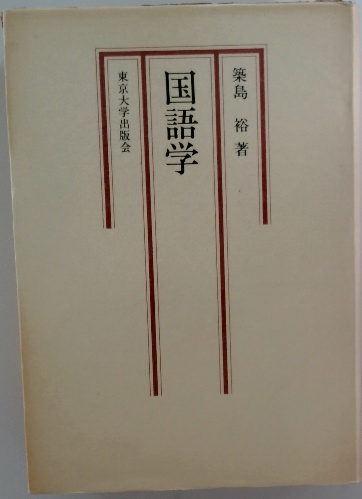 築島 裕 著
国語学
東京大学出版会